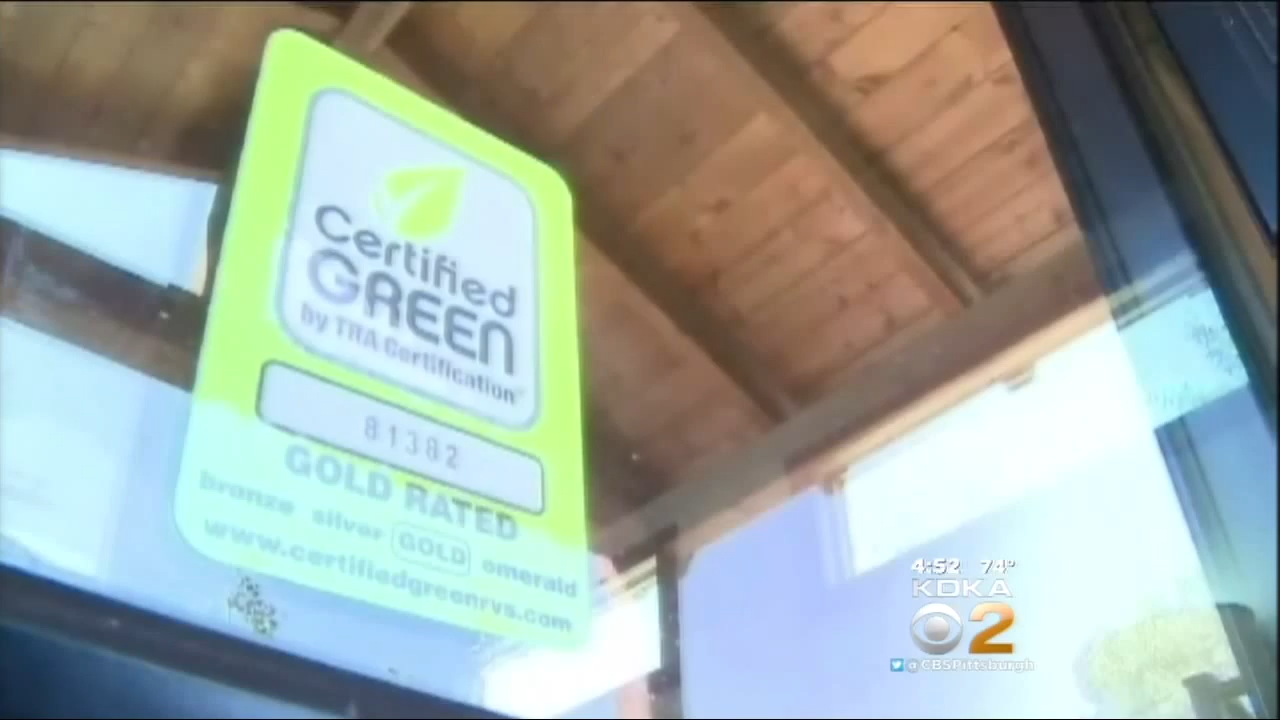 Certified
GREEN
by TRA Certification
81382
GOLD RATED
bronze silver GOLD emerald
www.certifiedgreenrvs.com
4:52 74°
KDKA
2
@CBSPittsburgh